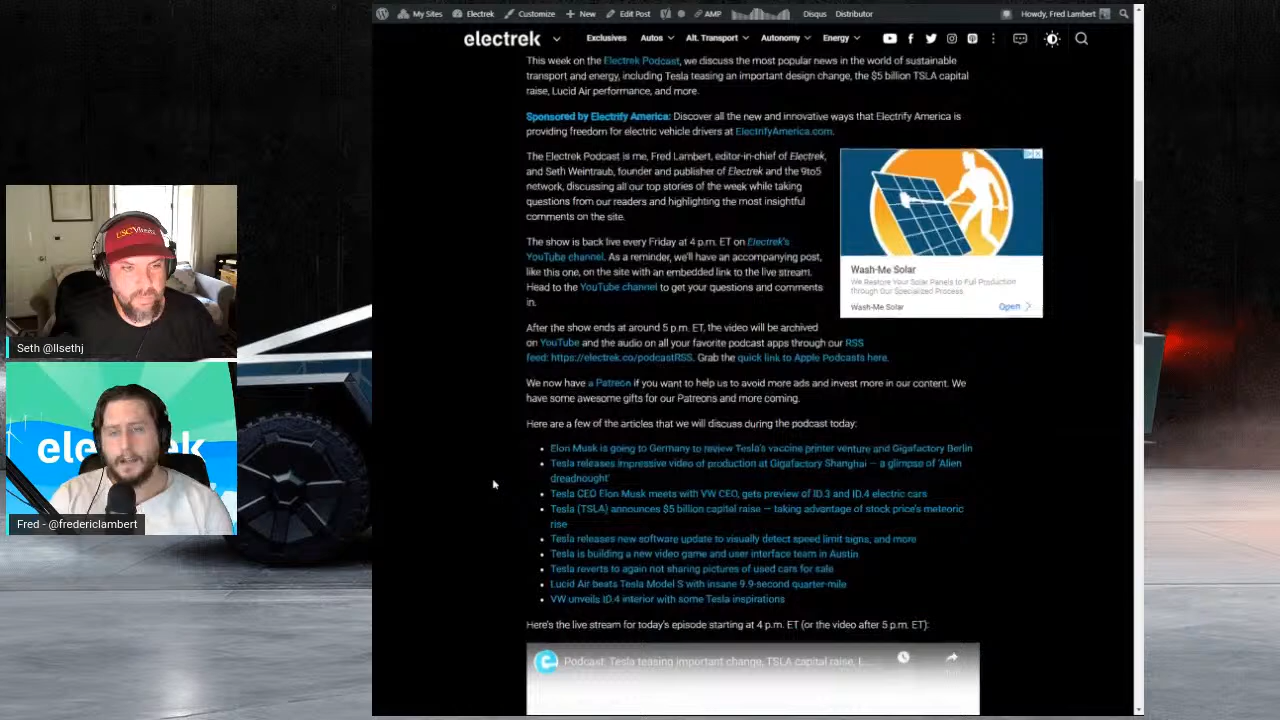 My Sites
Electrek
Customize
New
Edit Post
AMP
Disqus
Distributor
Howdy, Fred Lambert
electrek
Exclusives
Autos
Alt. Transport
Autonomy
Energy
This week on the Electrek Podcast, we discuss the most popular news in the world of sustainable
transport and energy, including Tesla teasing an important design change, the $5 billion TSLA capital
raise, Lucid Air performance, and more.
Sponsored by Electrify America: Discover all the new and innovative ways that Electrify America is
providing freedom for electric vehicle drivers at ElectrifyAmerica.com.
The Electrek Podcast is me, Fred Lambert, editor-in-chief of Electrek,
and Seth Weintraub, founder and publisher of Electrek and the 9to5
network, discussing all our top stories of the week while taking
questions from our readers and highlighting the most insightful
comments on the site.
The show is back live every Friday at 4 p.m. ET on Electrek's
YouTube channel. As a reminder, we'll have an accompanying post,
like this one, on the site with an embedded link to the live stream.
Head to the YouTube channel to get your questions and comments
in.
Wash-Me Solar
We Restore Your Solar Panels to Full Production
through Our Specialized Process.
Wash-Me Solar
Open
After the show ends at around 5 p.m. ET, the video will be archived
on YouTube and the audio on all your favorite podcast apps through our RSS
feed: https://electrek.co/podcastRSS. Grab the quick link to Apple Podcasts here.
We now have a Patreon if you want to help us to avoid more ads and invest more in our content. We
have some awesome gifts for our Patreons and more coming.
Here are a few of the articles that we will discuss during the podcast today:
Elon Musk is going to Germany to review Tesla's vaccine printer venture and Gigafactory Berlin
Tesla releases impressive video of production at Gigafactory Shanghai — a glimpse of 'Alien
dreadnought'
Tesla CEO Elon Musk meets with VW CEO, gets preview of ID.3 and ID.4 electric cars
Tesla (TSLA) announces $5 billion capital raise — taking advantage of stock price's meteoric
rise
Tesla releases new software update to visually detect speed limit signs, and more
Tesla is building a new video game and user interface team in Austin
Tesla reverts to again not sharing pictures of used cars for sale
Lucid Air beats Tesla Model S with insane 9.9-second quarter-mile
VW unveils ID.4 interior with some Tesla inspirations
Here's the live stream for today's episode starting at 4 p.m. ET (or the video after 5 p.m. ET):
Podcast: Tesla teasing important change, TSLA capital raise, L...
Seth @llsethj
Fred - @fredericlambert